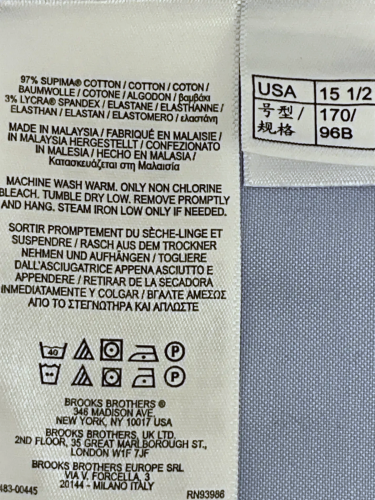 97% SUPIMA® COTTON / COTTON / COTON /
BAUMWOLLE / COTONE / ALGODON / βαμβάκι
3% LYCRA® SPANDEX / ELASTANE / ELASTHANNE /
ELASTHAN / ELASTAN / ELASTOMERO / ελαστάνη
MADE IN MALAYSIA / FABRIQUÉ EN MALAISIE /
IN MALAYSIA HERGESTELLT / CONFEZIONATO
IN MALESIA / HECHO EN MALASIA /
Κατασκευάζεται στη Μαλαισία
MACHINE WASH WARM. ONLY NON CHLORINE
BLEACH. TUMBLE DRY LOW. REMOVE PROMPTLY
AND HANG. STEAM IRON LOW ONLY IF NEEDED.
SORTIR PROMPTEMENT DU SÈCHE-LINGE ET
SUSPENDRE / RASCH AUS DEM TROCKNER
NEHMEN UND AUFHÄNGEN / TOGLIERE
DALL'ASCIUGATRICE APPENA ASCIUTTO E
APPENDERE / RETIRAR DE LA SECADORA
INMEDIATAMENTE Y COLGAR / ΒΓΑΛΤΕ ΑΜΕΣΩΣ
ΑΠΟ ΤΟ ΣΤΕΓΝΩΤΗΡΑ ΚΑΙ ΑΠΛΩΣΤΕ
40 P
P
BROOKS BROTHERS ®
346 MADISON AVE.
NEW YORK, NY, 10017 USA
BROOKS BROTHERS, UK LTD.
2ND FLOOR, 35 GREAT MARLBOROUGH ST.,
LONDON W1F 7JF
BROOKS BROTHERS EUROPE SRL
VIA V. FORCELLA, 3
20144 - MILANO ITALY
483-00445 RN93986
USA 15 1/2
号型/ 170/
规格 96B